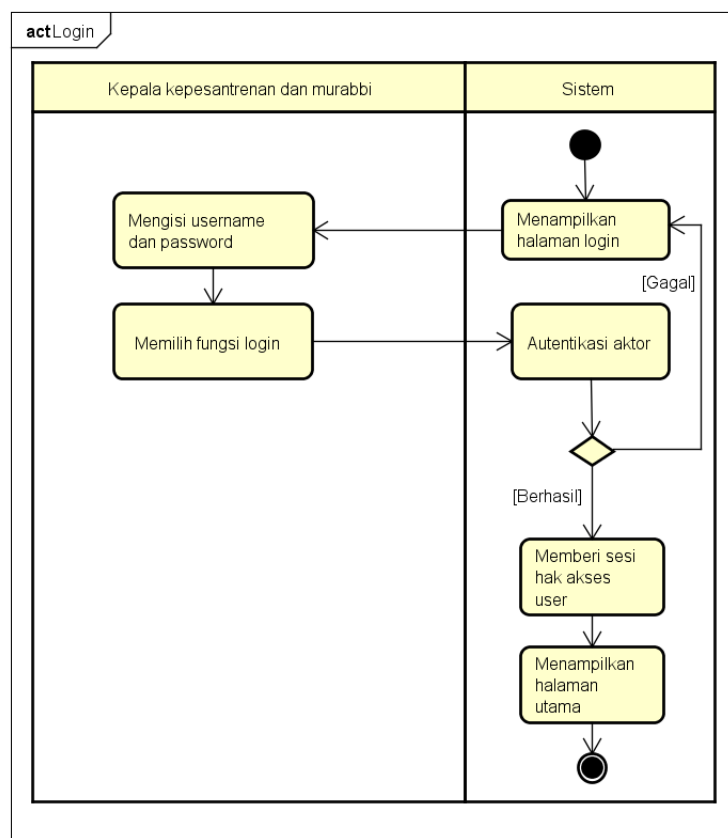 act Login
Kepala kepesantrenan dan murabbi
Sistem
Mengisi username
dan password
Menampilkan
halaman login
[Gagal]
Memilih fungsi login
Autentikasi aktor
[Berhasil]
Memberi sesi
hak akses
user
Menampilkan
halaman
utama